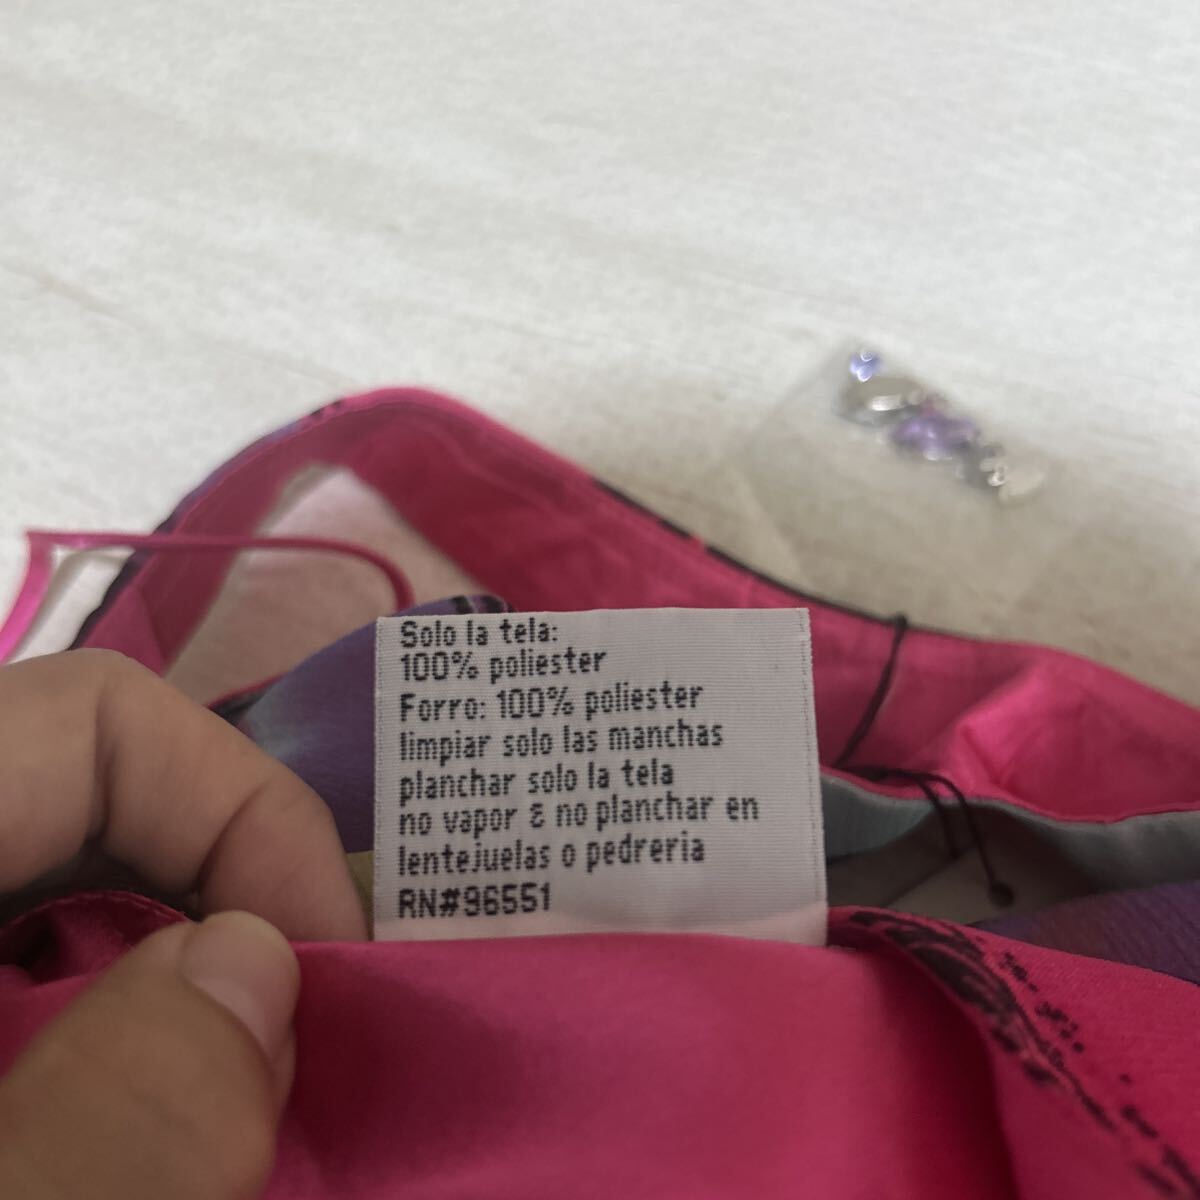 Solo la tela:
100% poliester
Forro: 100% poliester
limpiar solo las manchas
planchar solo la tela
no vapor & no planchar en
lentejuelas o pedreria
RN#96551